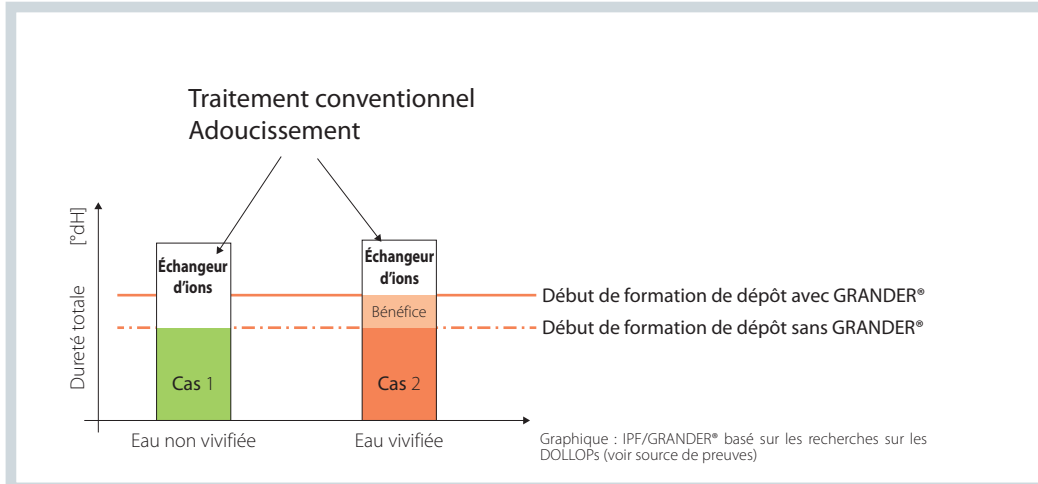 Traitement conventionnel
Adoucissement
[°dH]
Dureté totale
Échangeur
d'ions
Échangeur
d'ions
Bénéfice
Début de formation de dépôt avec GRANDER®
Début de formation de dépôt sans GRANDER®
Cas 1
Cas 2
Eau non vivifiée
Eau vivifiée
Graphique : IPF/GRANDER® basé sur les recherches sur les
DOLLOPs (voir source de preuves)